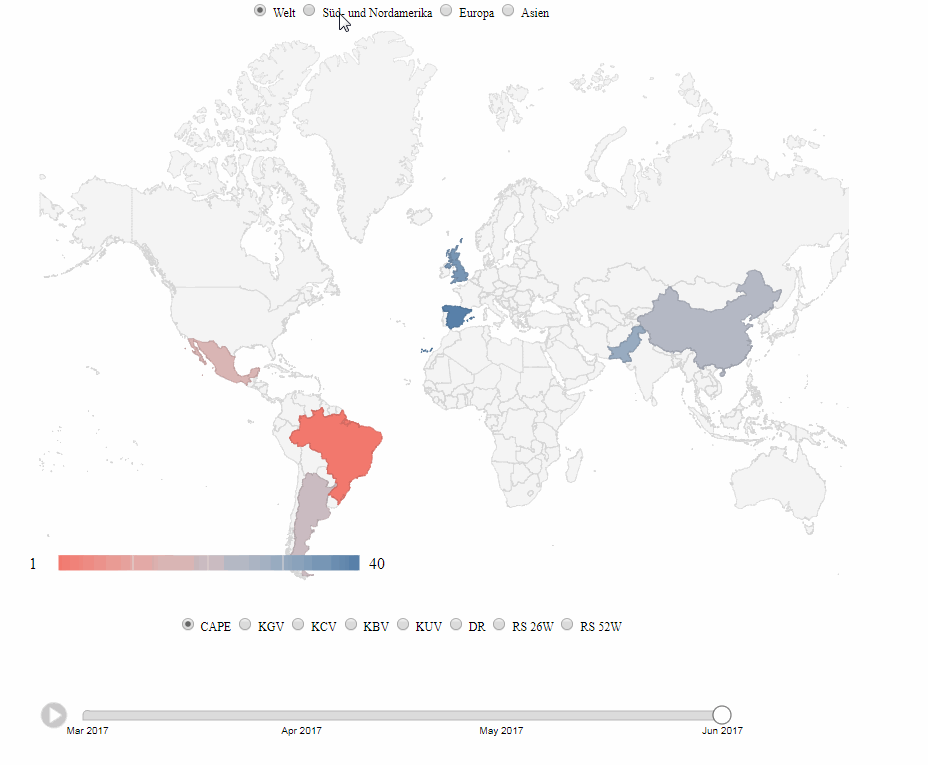 Welt Süd- und Nordamerika Europa Asien
1 40
CAPE KGV KCV KBV KUV DR RS 26W RS 52W
Mar 2017 Apr 2017 May 2017 Jun 2017